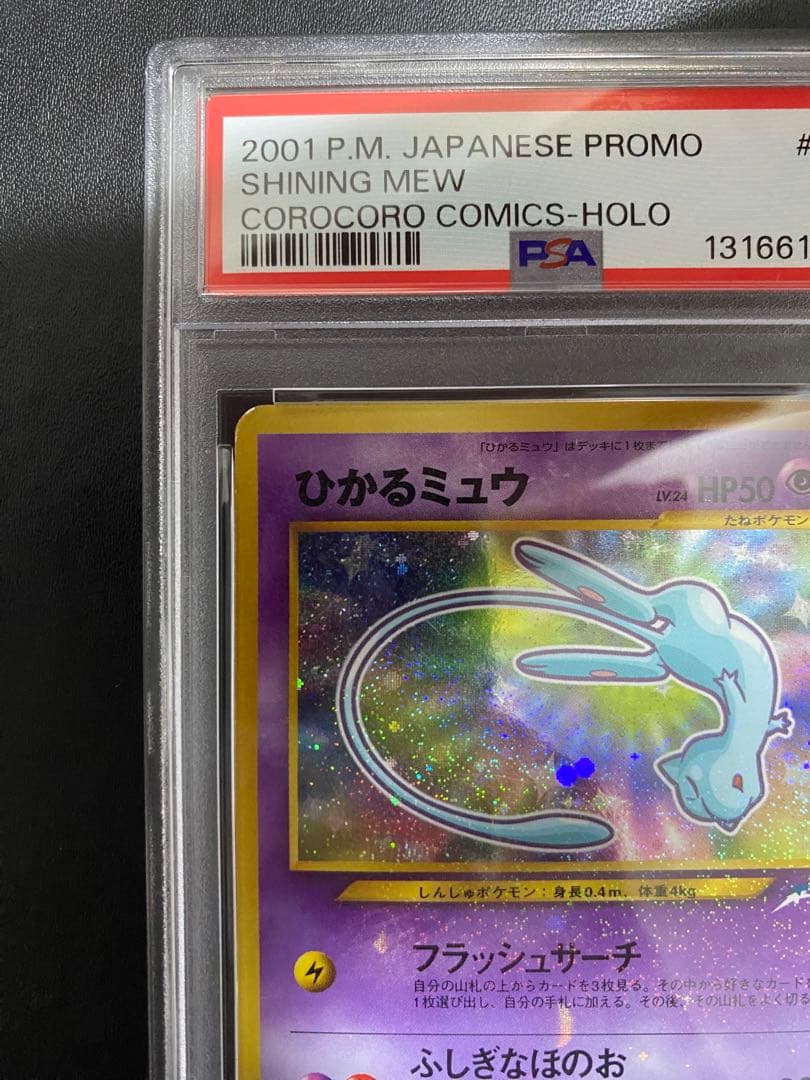 2001 P.M. JAPANESE PROMO #
SHINING MEW
COROCORO COMICS-HOLO
PSA
131661
「ひかるミュウ」はデッキに1枚まで
ひかるミュウ LV.24 HP50
たねポケモン
しんしゅポケモン：身長0.4m、体重4kg
フラッシュサーチ
自分の山札の上からカードを3枚見る。その中から好きなカードを
1枚選び出し、自分の手札に加える。その後、その山札をよく切る
ふしぎなほのお